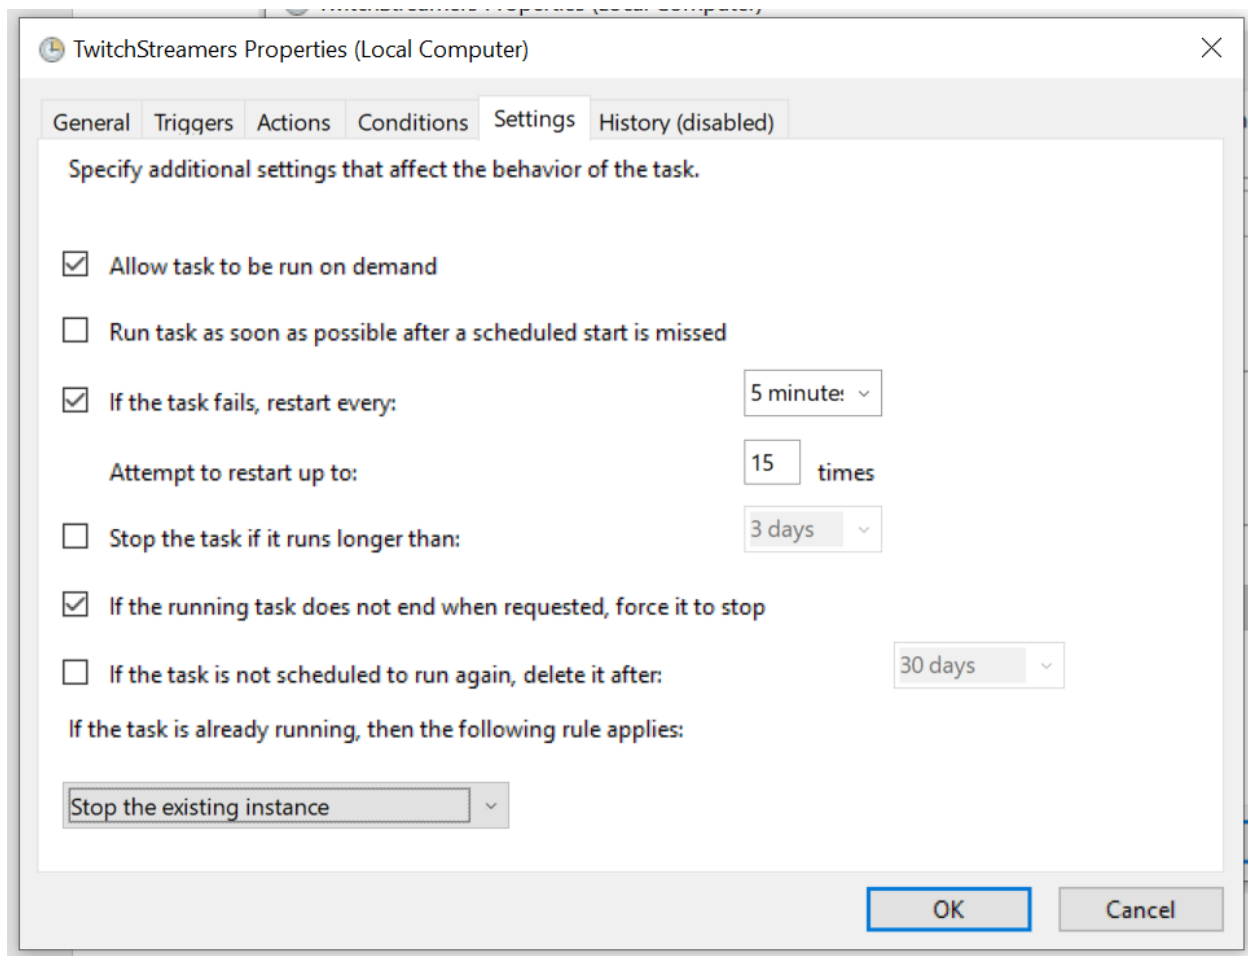 TwitchStreamers Properties (Local Computer)
TwitchStreamers Properties (Local Computer)
General Triggers Actions Conditions Settings History (disabled)
Specify additional settings that affect the behavior of the task.
Allow task to be run on demand
Run task as soon as possible after a scheduled start is missed
If the task fails, restart every: 5 minutes
Attempt to restart up to: 15 times
Stop the task if it runs longer than: 3 days
If the running task does not end when requested, force it to stop
If the task is not scheduled to run again, delete it after: 30 days
If the task is already running, then the following rule applies:
Stop the existing instance
OK Cancel